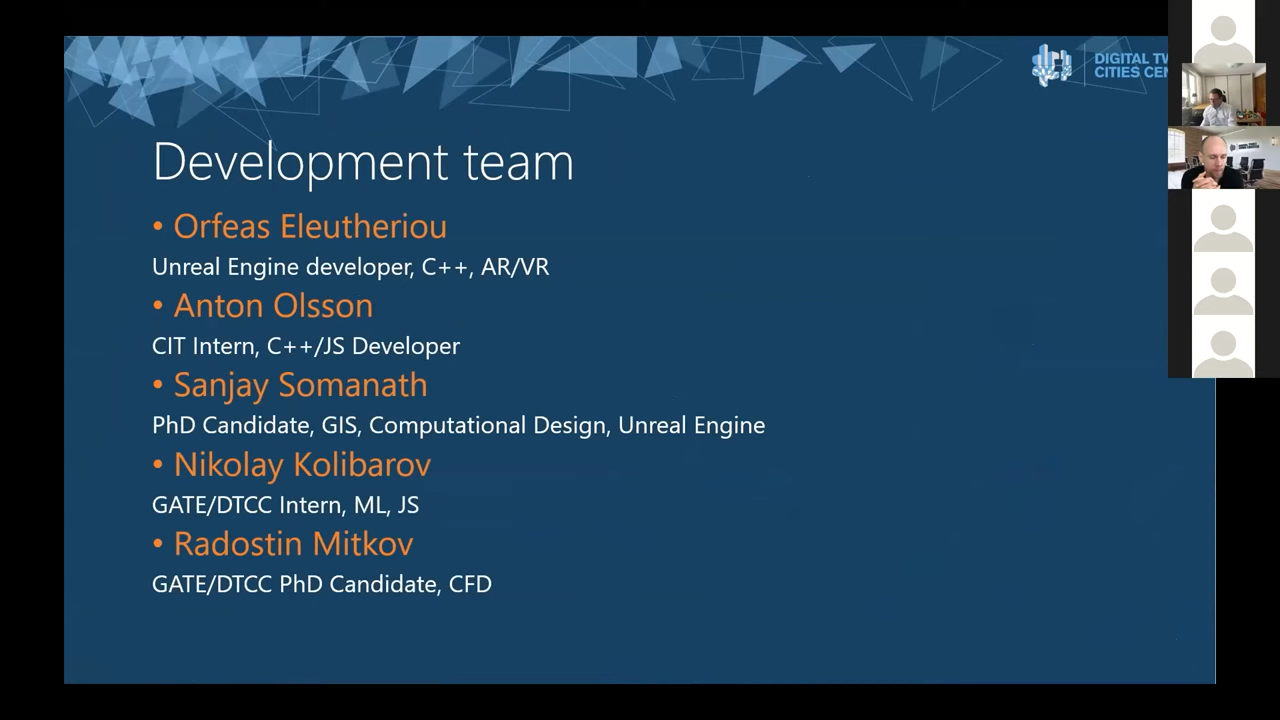 DIGITAL
CITIES
Development team
• Orfeas Eleutheriou
Unreal Engine developer, C++, AR/VR
• Anton Olsson
CIT Intern, C++/JS Developer
• Sanjay Somanath
PhD Candidate, GIS, Computational Design, Unreal Engine
• Nikolay Kolibarov
GATE/DTCC Intern, ML, JS
• Radostin Mitkov
GATE/DTCC PhD Candidate, CFD